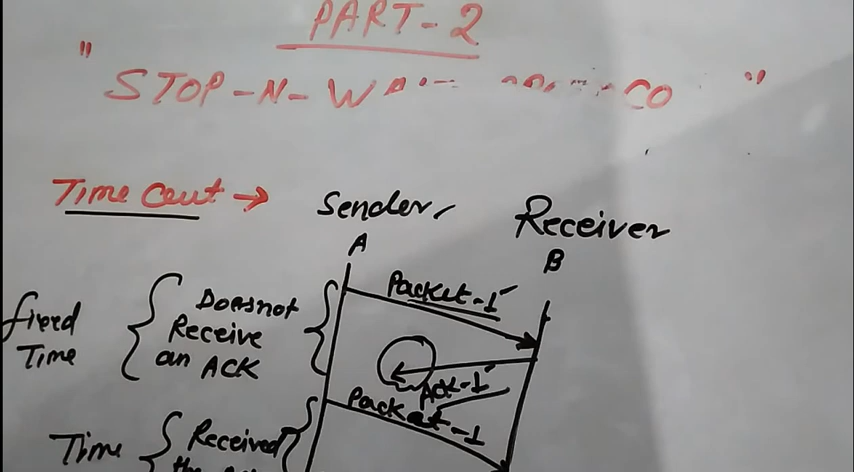 PART-2
"STOP-N-W "
Time Out →
Sender
Receiver
A
B
Packet-1
fixed
Time
Doesnot
Receive
an ACK
ACK-1
Packet-1
Time
Received